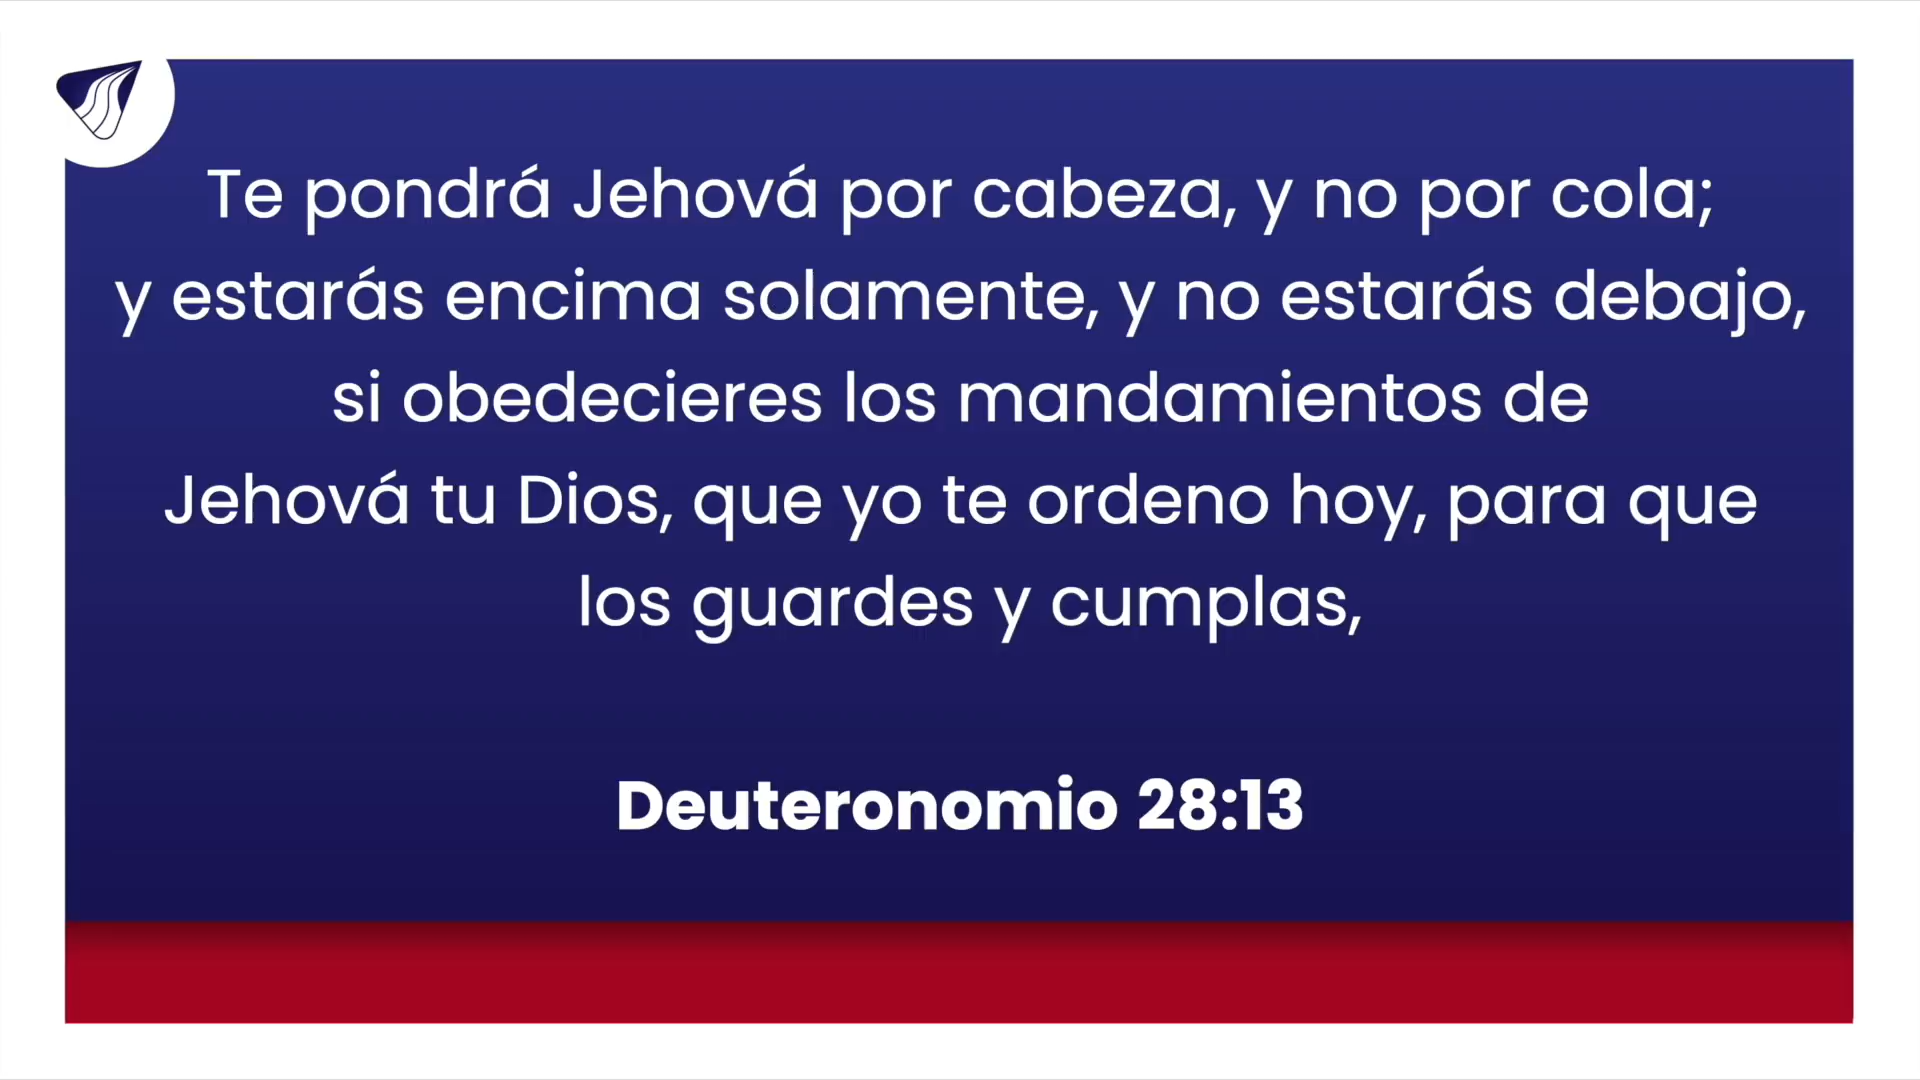 Te pondrá Jehová por cabeza, y no por cola;
y estarás encima solamente, y no estarás debajo,
si obedecieres los mandamientos de
Jehová tu Dios, que yo te ordeno hoy, para que
los guardes y cumplas,
Deuteronomio 28:13